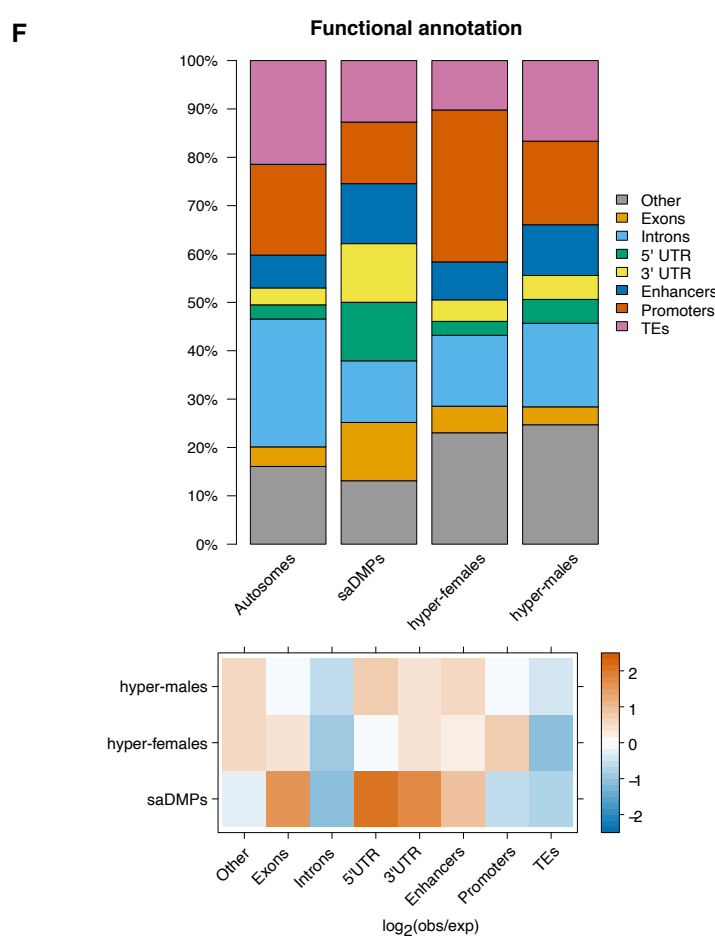 F
Functional annotation
100%
90%
80%
70%
60%
50%
40%
30%
20%
10%
0%
Other
Exons
Introns
5' UTR
3' UTR
Enhancers
Promoters
TEs
Autosomes
saDMPs
hyper-females
hyper-males
hyper-males
hyper-females
saDMPs
2
1
0
-1
-2
Other
Exons
Introns
5'UTR
3'UTR
Enhancers
Promoters
TEs
log2(obs/exp)